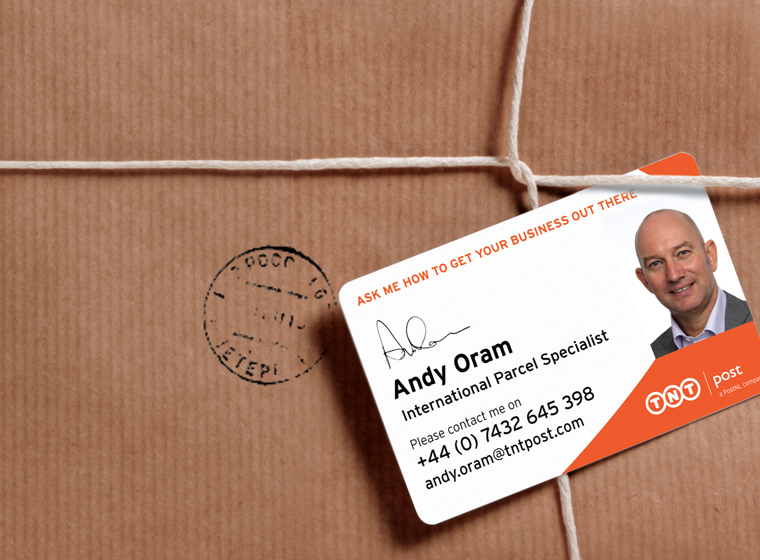 ASK ME HOW TO GET YOUR BUSINESS OUT THERE
Andy Oram
International Parcel Specialist
Please contact me on
+44 (0) 7432 645 398
andy.oram@tntpost.com
TNT post
a PostNL